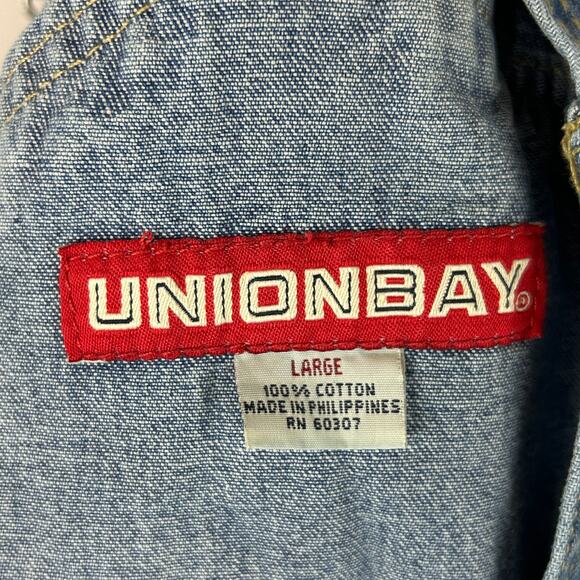 UNIONBAY®
LARGE
100% COTTON
MADE IN PHILIPPINES
RN 60307